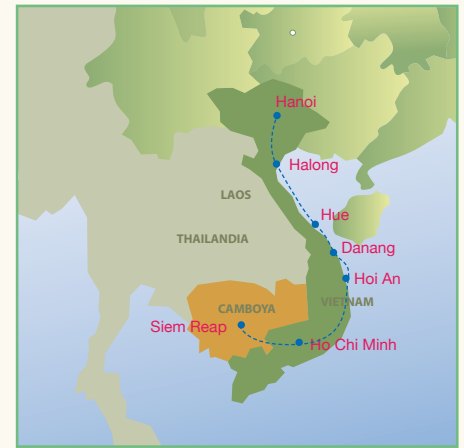 Hanoi
Halong
LAOS
Hue
THAILANDIA
Danang
Hoi An
CAMBOYA
VIETNAM
Siem Reap
Ho Chi Minh